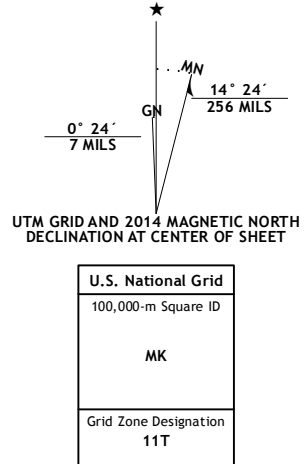 MN
GN
14° 24´
256 MILS
0° 24´
7 MILS
UTM GRID AND 2014 MAGNETIC NORTH
DECLINATION AT CENTER OF SHEET
U.S. National Grid
100,000-m Square ID
MK
Grid Zone Designation
11T